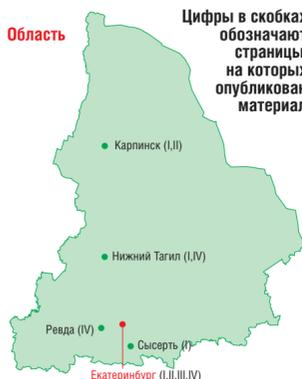 Область
Цифры в скобках
обозначают
страницы,
на которых
опубликован
материал
Карпинск (I,II)
Нижний Тагил (I,IV)
Ревда (IV)
Сысерть (I)
Екатеринбург (I,II,III,IV)